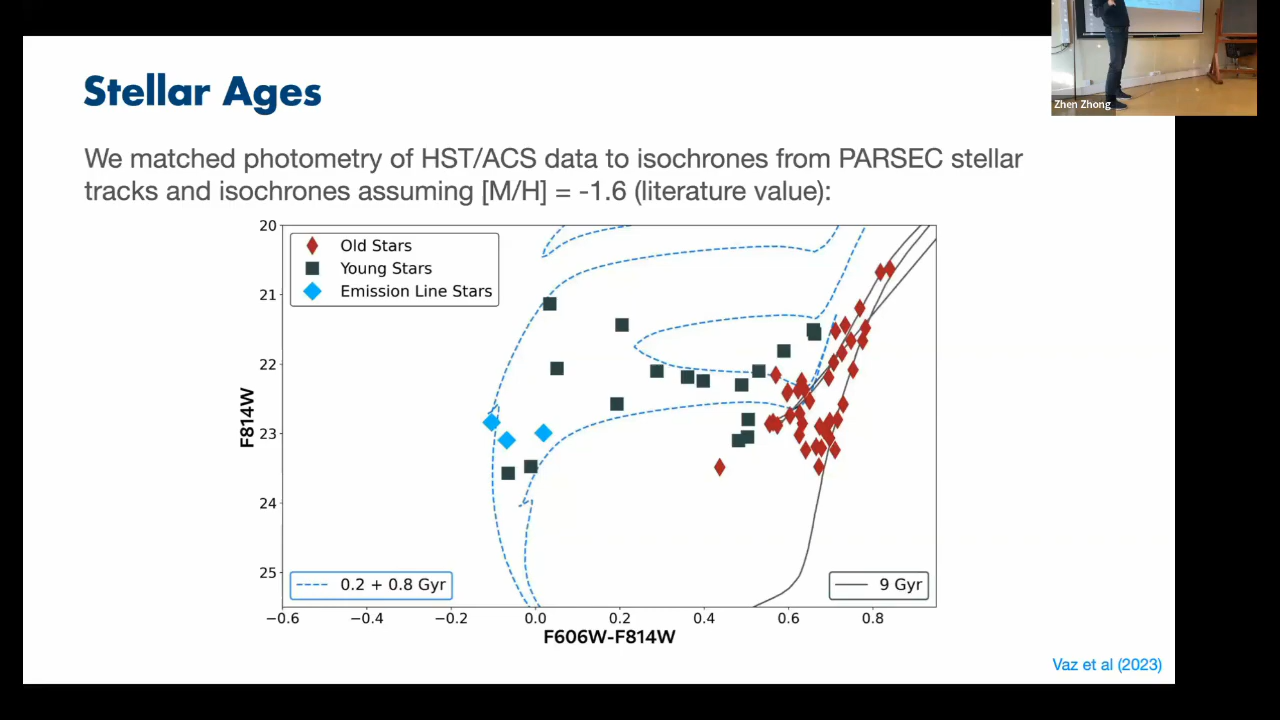 Stellar Ages
Zhen Zhong
We matched photometry of HST/ACS data to isochrones from PARSEC stellar
tracks and isochrones assuming [M/H] = -1.6 (literature value):
20
21
22
23
24
25
F814W
Old Stars
Young Stars
Emission Line Stars
0.2 + 0.8 Gyr
9 Gyr
−0.6 −0.4 −0.2 0.0 0.2 0.4 0.6 0.8
F606W-F814W
Vaz et al (2023)